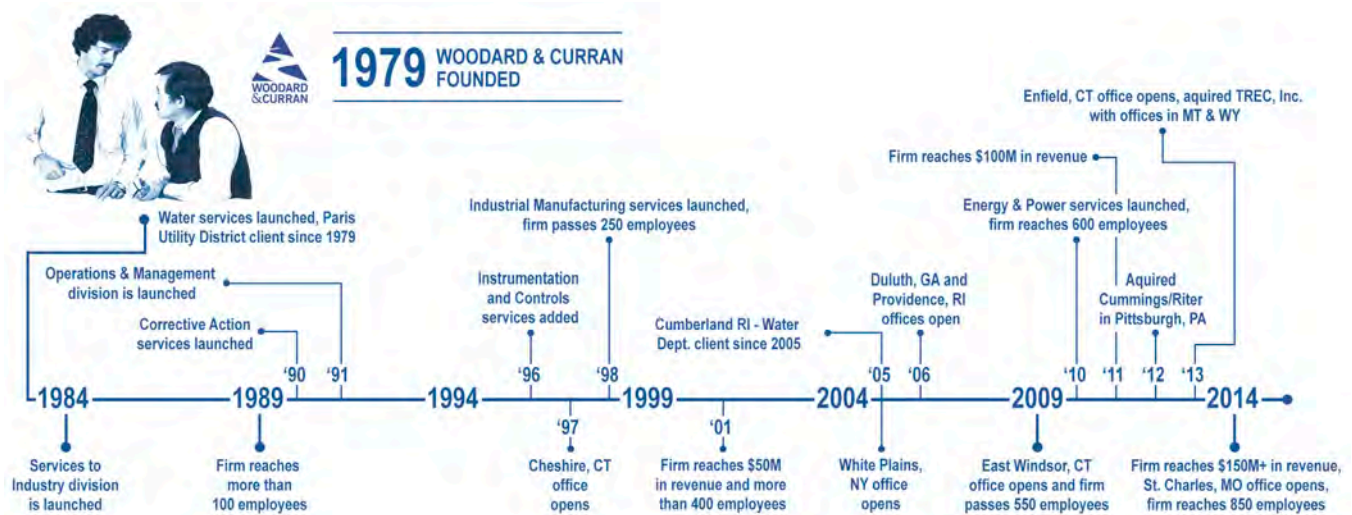 WOODARD
&CURRAN
1979 WOODARD & CURRAN
FOUNDED
Enfield, CT office opens, aquired TREC, Inc.
with offices in MT & WY
Firm reaches $100M in revenue
Water services launched, Paris
Utility District client since 1979
Industrial Manufacturing services launched,
firm passes 250 employees
Energy & Power services launched,
firm reaches 600 employees
Operations & Management
division is launched
Instrumentation
and Controls
services added
Duluth, GA and
Providence, RI
offices open
Aquired
Cummings/Riter
in Pittsburgh, PA
Corrective Action
services launched
Cumberland RI - Water
Dept. client since 2005
‘90 ‘91 ‘96 ‘98 ‘05 ‘06 ‘10 ‘11 ‘12 ‘13
1984 1989 1994 1999 2004 2009 2014
‘97 ‘01
Services to
Industry division
is launched
Firm reaches
more than
100 employees
Cheshire, CT
office
opens
Firm reaches $50M
in revenue and more
than 400 employees
White Plains,
NY office
opens
East Windsor, CT
office opens and firm
passes 550 employees
Firm reaches $150M+ in revenue,
St. Charles, MO office opens,
firm reaches 850 employees